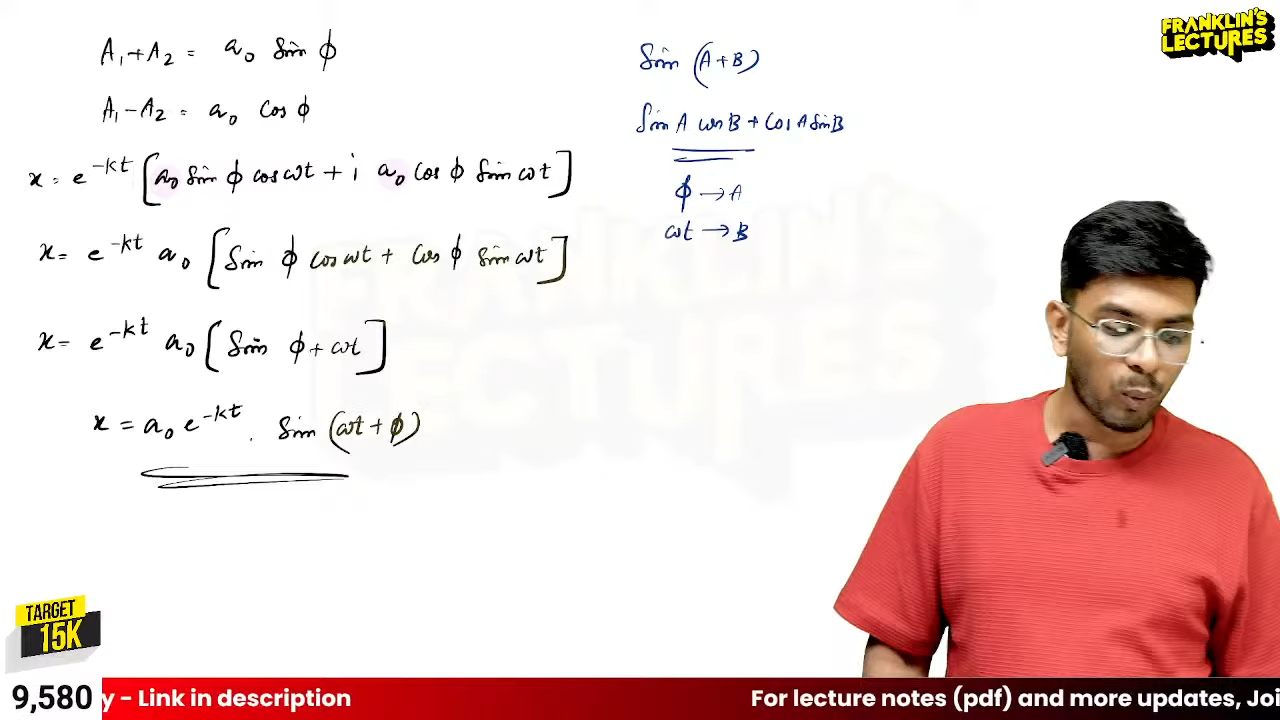 A₁+A₂ = a₀ sin ϕ
A₁-A₂ = a₀ cos ϕ
x = e^{-kt} [a₀ sin ϕ cos ωt + i a₀ cos ϕ sin ωt]
x = e^{-kt} a₀ [sin ϕ cos ωt + cos ϕ sin ωt]
x = e^{-kt} a₀ [sin ϕ + ωt]
x = a₀ e^{-kt} . sin (ωt + ϕ)
sin (A+B)
sin A cos B + cos A sin B
ϕ → A
ωt → B
FRANKLIN'S
LECTURES
FRANKLIN'S
LECTURES
TARGET
15K
9,580
y - Link in description
For lecture notes (pdf) and more updates, Joi